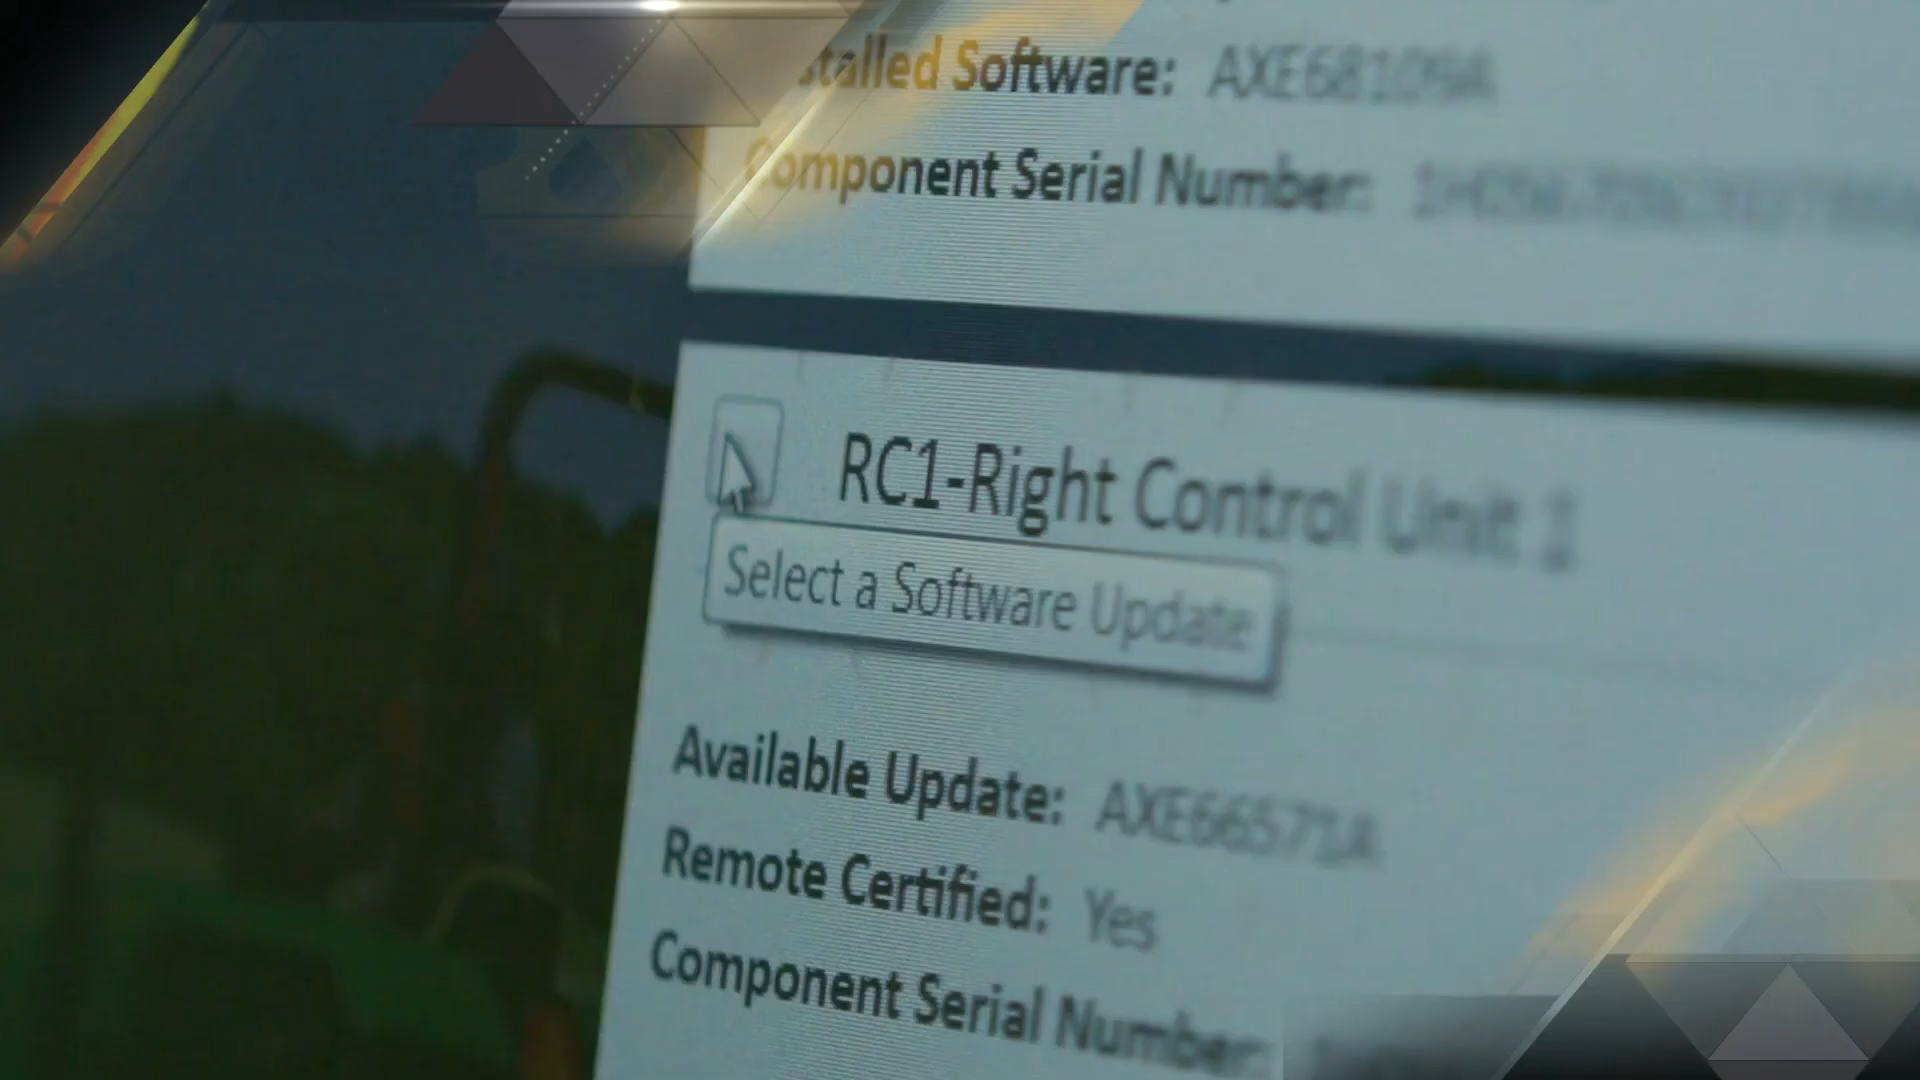 stalled Software: AXE68109A
Component Serial Number:
RC1-Right Control Unit 1
Select a Software Update
Available Update: AXE66571A
Remote Certified: Yes
Component Serial Number: